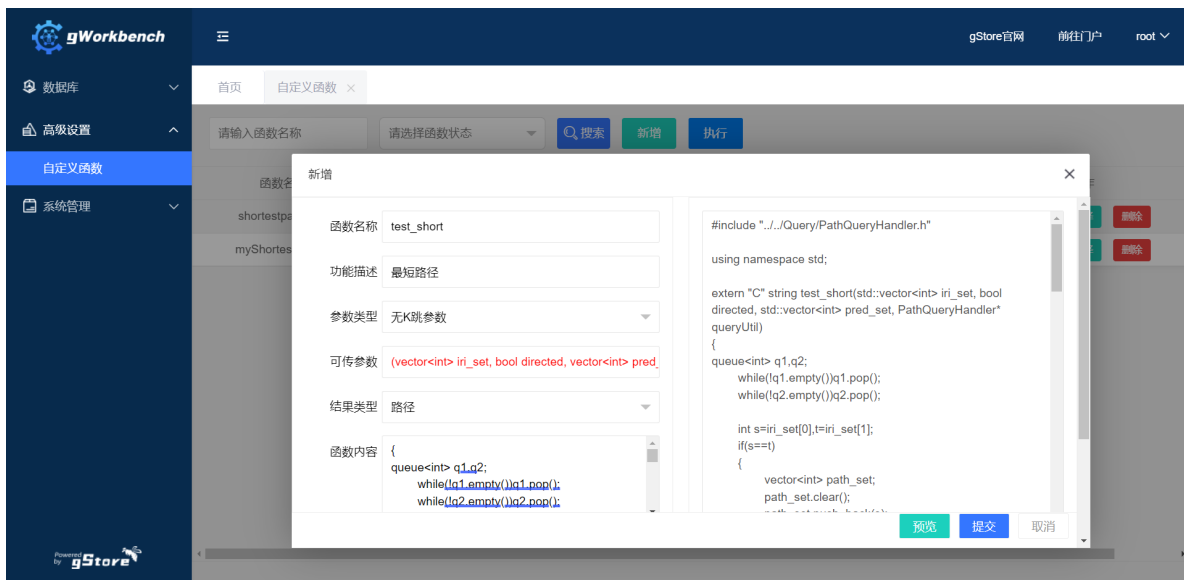 gWorkbench
gStore官网 前往门户 root
数据库
高级设置
自定义函数
系统管理
首页 自定义函数 ×
请输入函数名称 请选择函数状态 搜索 新增 执行
函数名
shortestpa 删除
myShortes 删除
新增
函数名称 test_short
功能描述 最短路径
参数类型 无K跳参数
可传参数 (vector<int> iri_set, bool directed, vector<int> pred_
结果类型 路径
函数内容 {
queue<int> q1,q2;
while(!q1.empty())q1.pop();
while(!q2.empty())q2.pop();
#include "../../Query/PathQueryHandler.h"
using namespace std;
extern "C" string test_short(std::vector<int> iri_set, bool
directed, std::vector<int> pred_set, PathQueryHandler*
queryUtil)
{
queue<int> q1,q2;
while(!q1.empty())q1.pop();
while(!q2.empty())q2.pop();
int s=iri_set[0],t=iri_set[1];
if(s==t)
{
vector<int> path_set;
path_set.clear();
预览 提交 取消
Powered by gStore